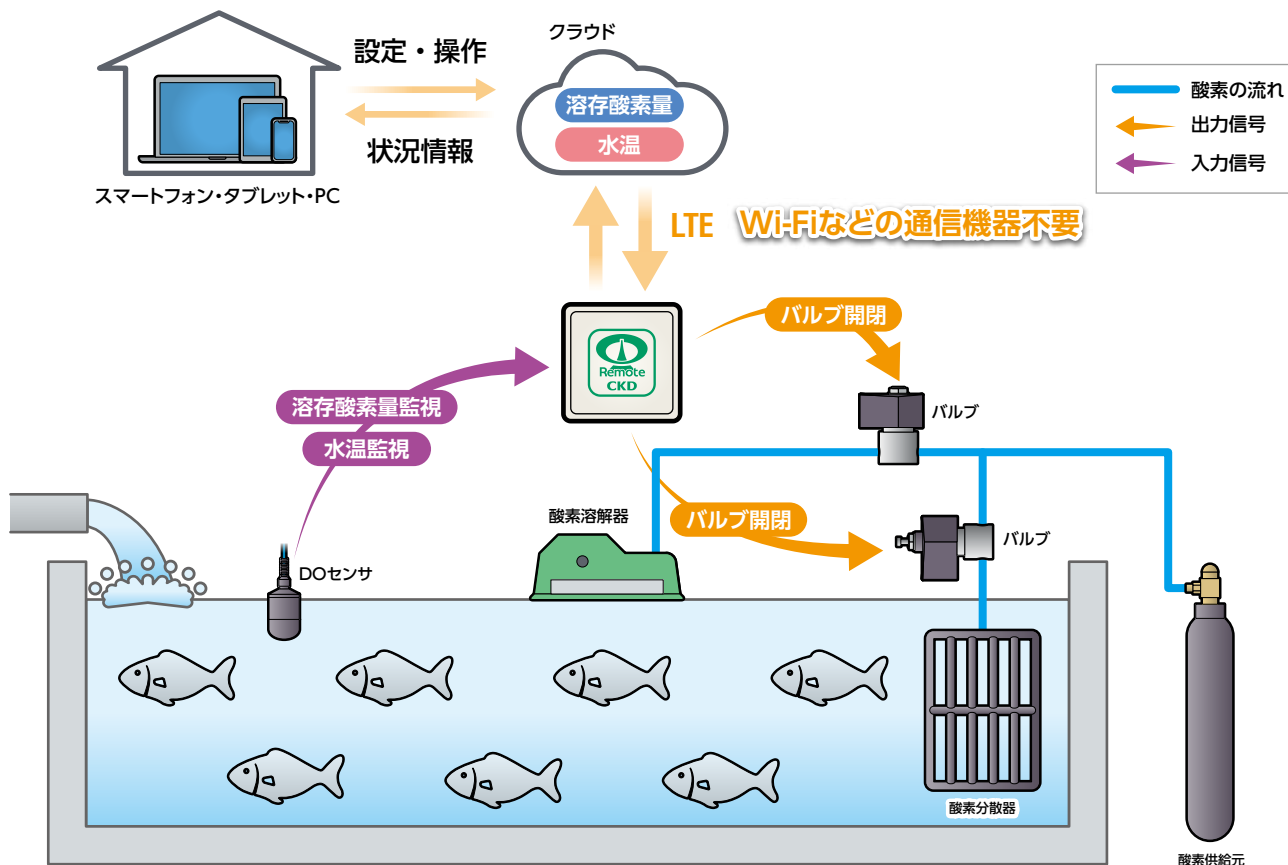 クラウド
設定・操作
溶存酸素量
水温
状況情報
スマートフォン・タブレット・PC
酸素の流れ
出力信号
入力信号
LTE Wi-Fiなどの通信機器不要
バルブ開閉
Remote
CKD
溶存酸素量監視
水温監視
バルブ
酸素溶解器
バルブ開閉
バルブ
DOセンサ
酸素分散器
酸素供給元